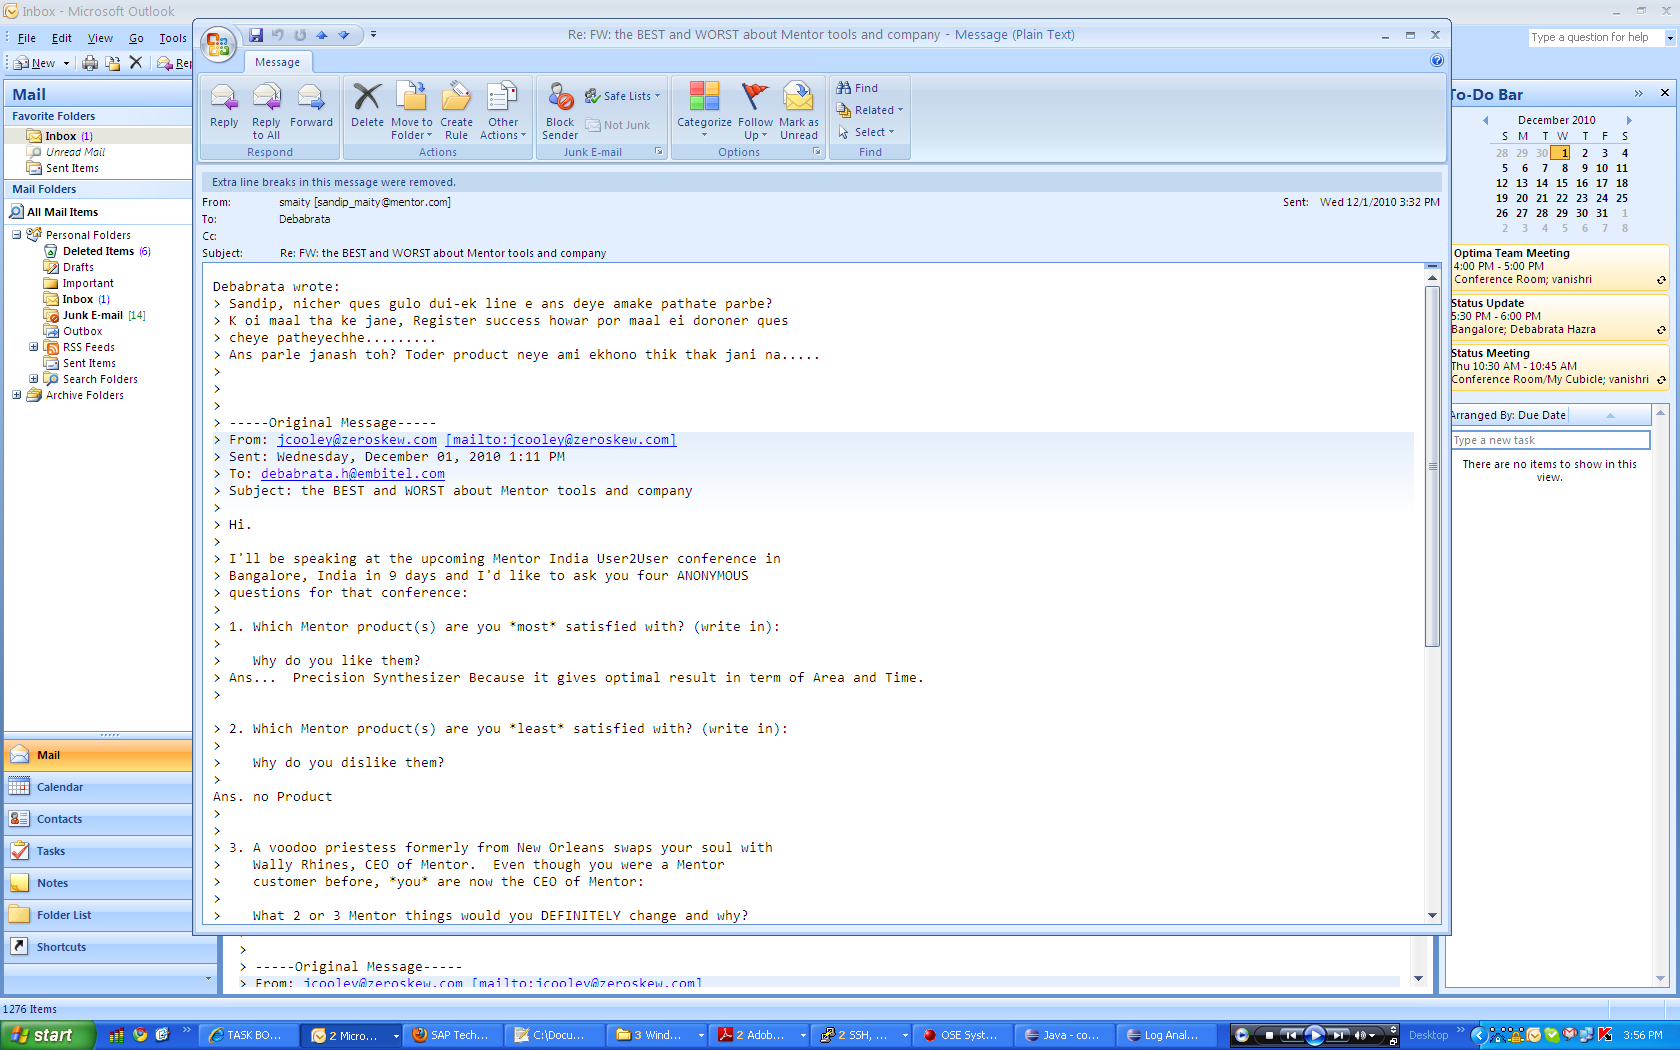 Inbox - Microsoft Outlook
File Edit View Go Tools
Type a question for help
New
Re: FW: the BEST and WORST about Mentor tools and company - Message (Plain Text)
Message
Reply
Reply to All
Forward
Respond
Delete
Move to Folder
Create Rule
Other Actions
Actions
Block Sender
Safe Lists
Not Junk
Junk E-mail
Categorize
Follow Up
Mark as Unread
Options
Find
Related
Select
Find
Extra line breaks in this message were removed.
From: smaity [sandip_maity@mentor.com]
Sent: Wed 12/1/2010 3:32 PM
To: Debabrata
Cc:
Subject: Re: FW: the BEST and WORST about Mentor tools and company
Debabrata wrote:
> Sandip, nicher ques gulo dui-ek line e ans deye amake pathate parbe?
> K oi maal tha ke jane, Register success howar por maal ei doroner ques
> cheye patheyechhe.........
> Ans parle janash toh? Toder product neye ami ekhono thik thak jani na.....
>
>
>
> -----Original Message-----
> From: jcooley@zeroskew.com [mailto:jcooley@zeroskew.com]
> Sent: Wednesday, December 01, 2010 1:11 PM
> To: debabrata.h@embitel.com
> Subject: the BEST and WORST about Mentor tools and company
>
> Hi.
>
> I'll be speaking at the upcoming Mentor India User2User conference in
> Bangalore, India in 9 days and I'd like to ask you four ANONYMOUS
> questions for that conference:
>
> 1. Which Mentor product(s) are you *most* satisfied with? (write in):
>
> Why do you like them?
> Ans... Precision Synthesizer Because it gives optimal result in term of Area and Time.
>
> 2. Which Mentor product(s) are you *least* satisfied with? (write in):
>
> Why do you dislike them?
>
Ans. no Product
>
>
> 3. A voodoo priestess formerly from New Orleans swaps your soul with
> Wally Rhines, CEO of Mentor. Even though you were a Mentor
> customer before, *you* are now the CEO of Mentor:
>
> What 2 or 3 Mentor things would you DEFINITELY change and why?
>
> -----Original Message-----
> From: jcooley@zeroskew.com [mailto:jcooley@zeroskew.com]
Mail
Favorite Folders
Inbox (1)
Unread Mail
Sent Items
Mail Folders
All Mail Items
Personal Folders
Deleted Items (6)
Drafts
Important
Inbox (1)
Junk E-mail [14]
Outbox
RSS Feeds
Sent Items
Search Folders
Archive Folders
Mail
Calendar
Contacts
Tasks
Notes
Folder List
Shortcuts
To-Do Bar
December 2010
S M T W T F S
28 29 30 1 2 3 4
5 6 7 8 9 10 11
12 13 14 15 16 17 18
19 20 21 22 23 24 25
26 27 28 29 30 31 1
2 3 4 5 6 7 8
Optima Team Meeting
4:00 PM - 5:00 PM
Conference Room; vanishri
Status Update
5:30 PM - 6:00 PM
Bangalore; Debabrata Hazra
Status Meeting
Thu 10:30 AM - 10:45 AM
Conference Room/My Cubicle; vanishri
Arranged By: Due Date
Type a new task
There are no items to show in this
view.
1276 Items
start
TASK BO...
2 Micro...
SAP Tech...
C:\Docu...
3 Wind...
2 Adob...
2 SSH, ...
OSE Syst...
Java - co...
Log Anal...
Desktop
3:56 PM